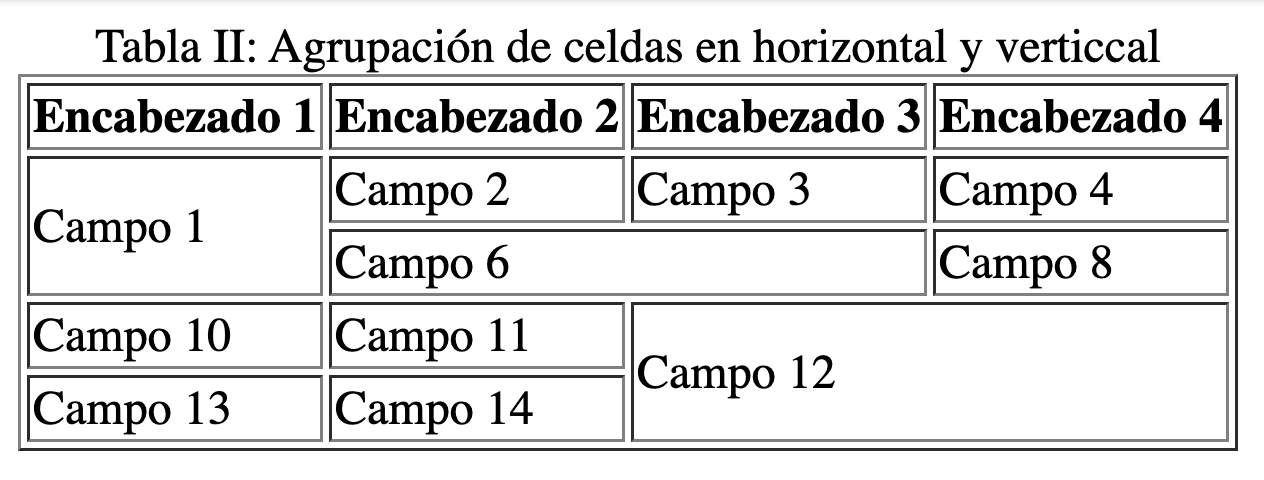 Tabla II: Agrupación de celdas en horizontal y verticcal
Encabezado 1 Encabezado 2 Encabezado 3 Encabezado 4
Campo 1 Campo 2 Campo 3 Campo 4
Campo 6 Campo 8
Campo 10 Campo 11 Campo 12
Campo 13 Campo 14